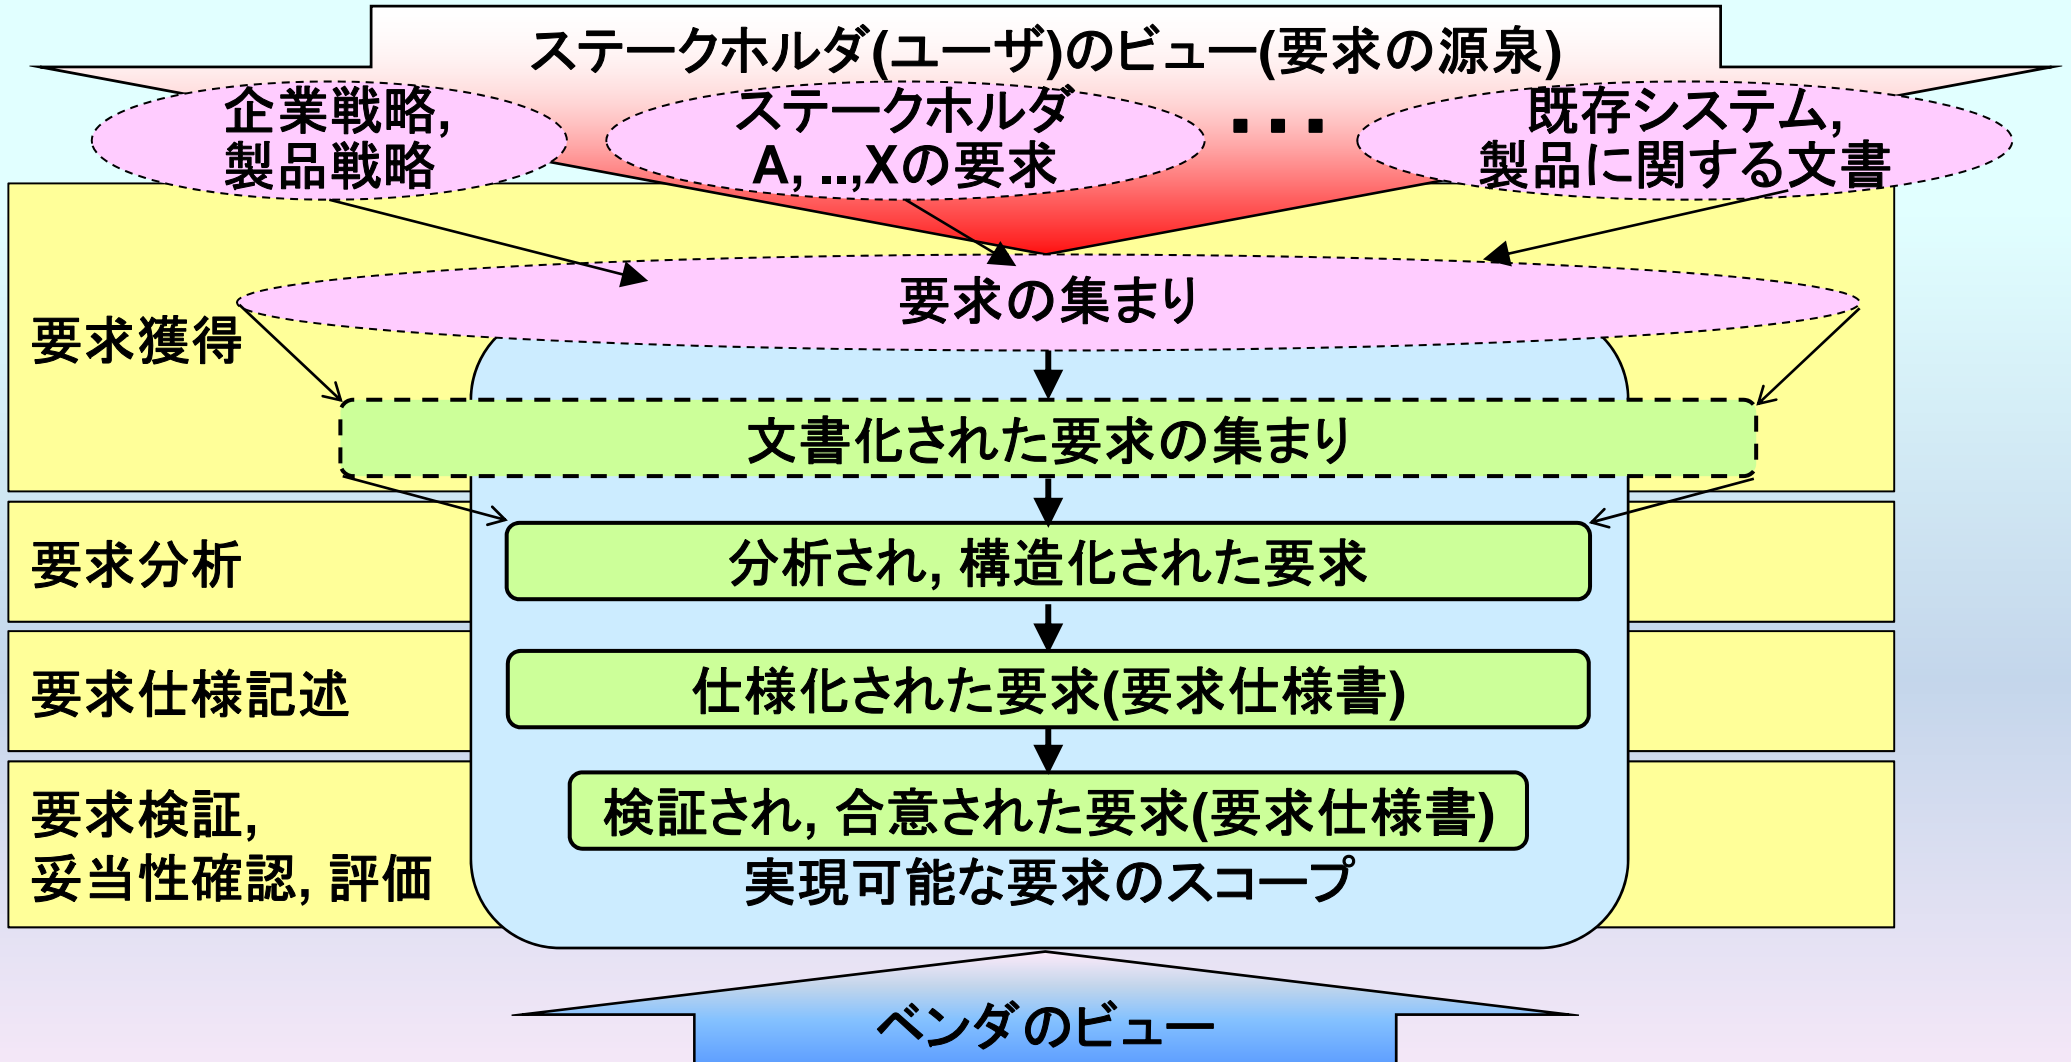 ステークホルダ(ユーザ)のビュー(要求の源泉)
企業戦略,
製品戦略
ステークホルダ
A, ..,Xの要求
...
既存システム,
製品に関する文書
要求の集まり
要求獲得
文書化された要求の集まり
要求分析
分析され, 構造化された要求
要求仕様記述
仕様化された要求(要求仕様書)
要求検証,
妥当性確認, 評価
検証され, 合意された要求(要求仕様書)
実現可能な要求のスコープ
ベンダのビュー